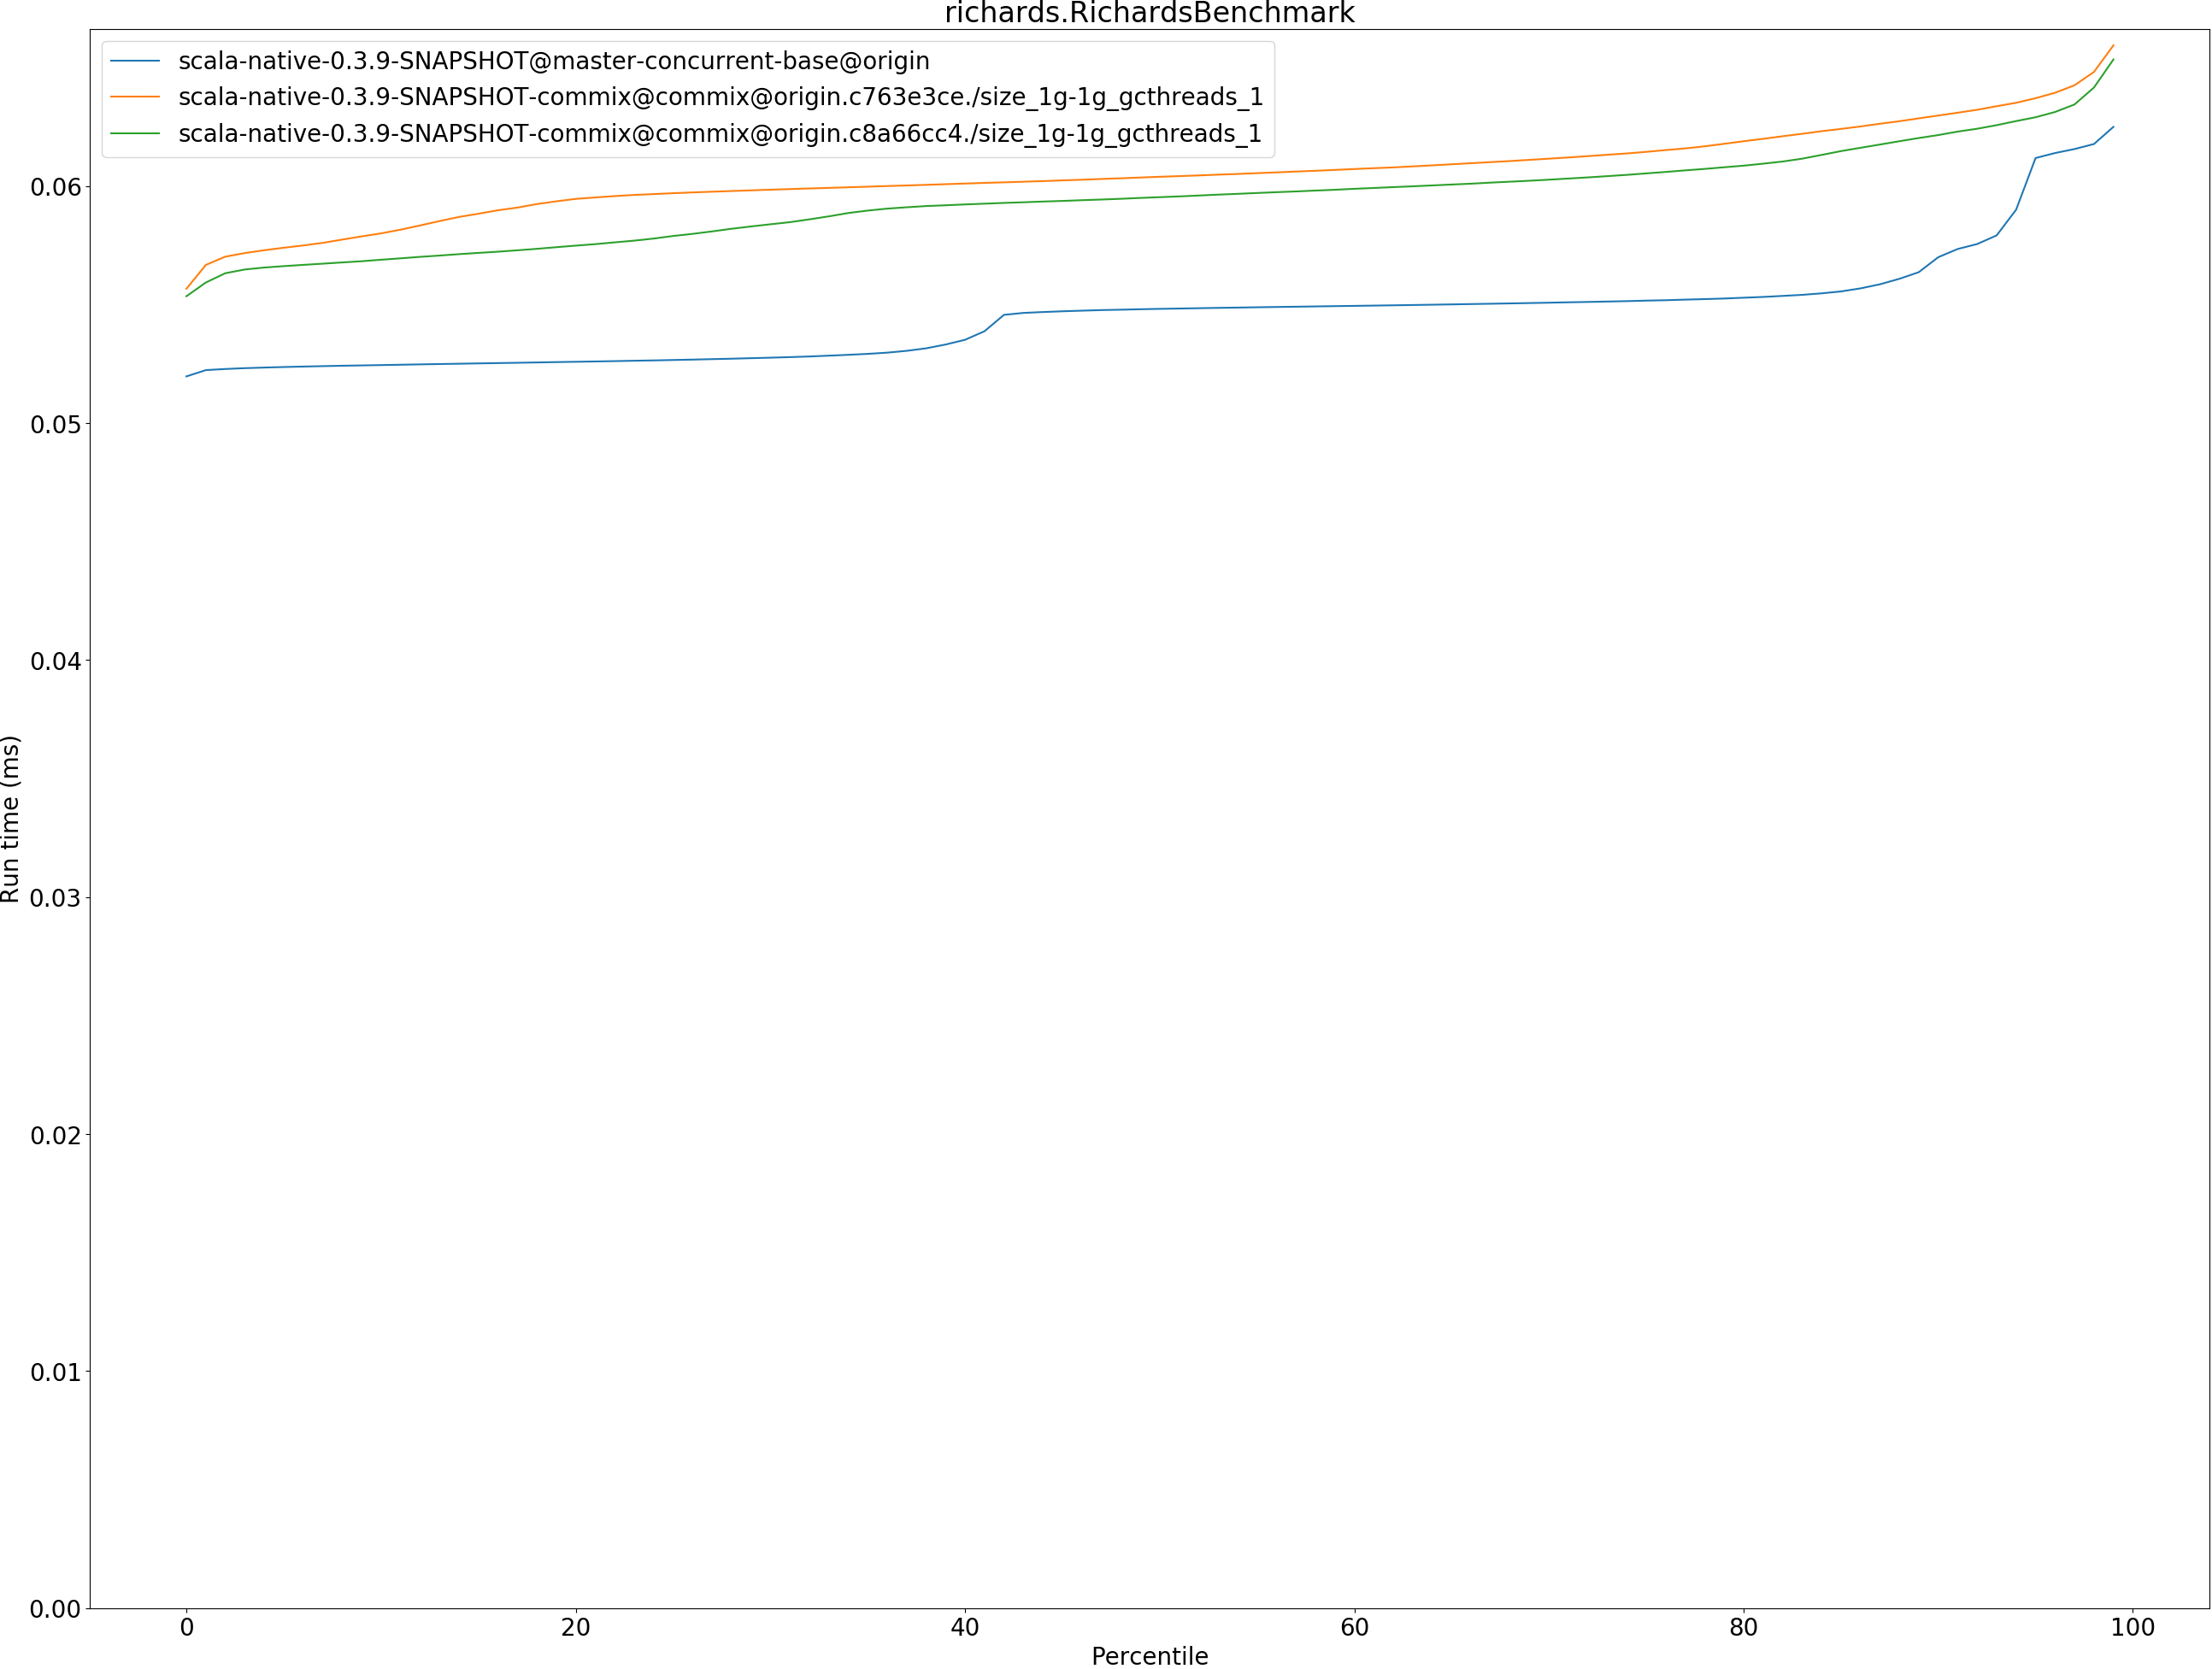 richards.RichardsBenchmark
scala-native-0.3.9-SNAPSHOT@master-concurrent-base@origin
scala-native-0.3.9-SNAPSHOT-commix@commix@origin.c763e3ce./size_1g-1g_gcthreads_1
scala-native-0.3.9-SNAPSHOT-commix@commix@origin.c8a66cc4./size_1g-1g_gcthreads_1
0.06
0.05
0.04
Run time (ms)
0.03
0.02
0.01
0.00
0 20 40 60 80 100
Percentile